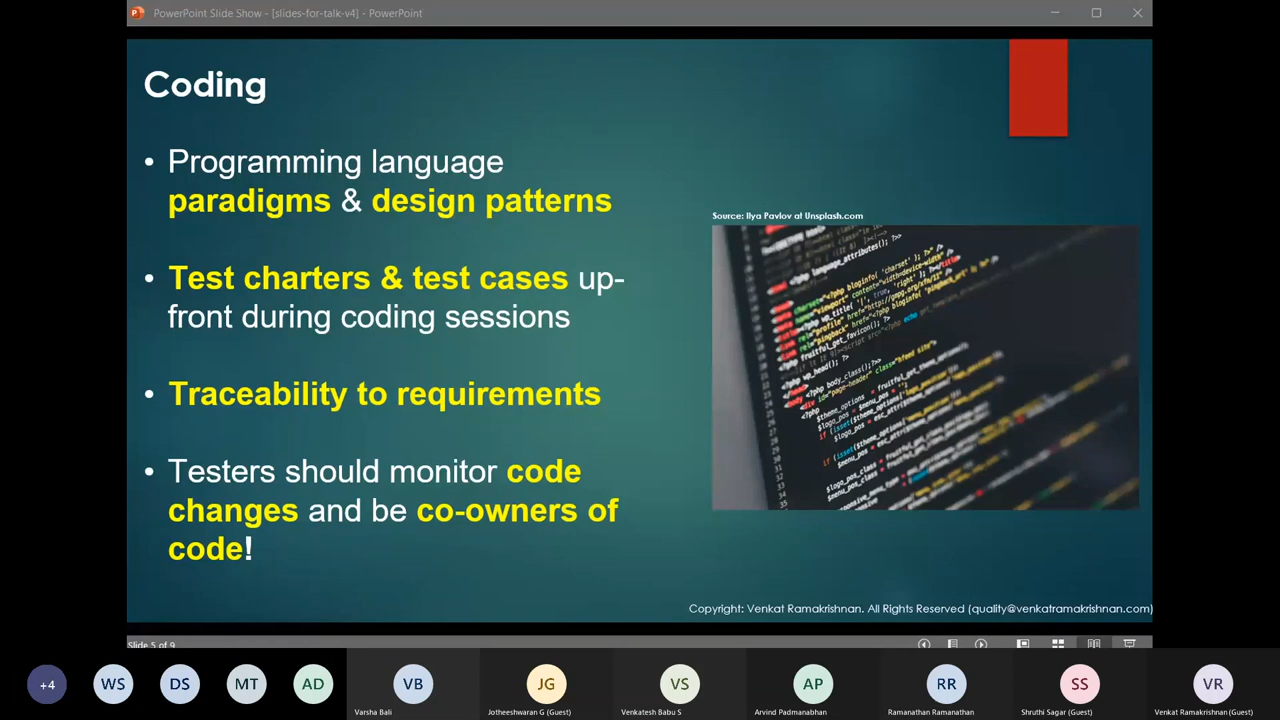 PowerPoint Slide Show - [slides-for-talk-v4] - PowerPoint
Coding
• Programming language
paradigms & design patterns
• Test charters & test cases up-
front during coding sessions
• Traceability to requirements
• Testers should monitor code
changes and be co-owners of
code!
Source: Ilya Pavlov at Unsplash.com
Copyright: Venkat Ramakrishnan. All Rights Reserved (quality@venkatramakrishnan.com)
Slide 5 of 9
+4
WS
DS
MT
AD
VB
JG
VS
AP
RR
SS
VR
Varsha Bali
Jotheeshwaran G (Guest)
Venkatesh Babu S
Arvind Padmanabhan
Ramanathan Ramanathan
Shruthi Sagar (Guest)
Venkat Ramakrishnan (Guest)